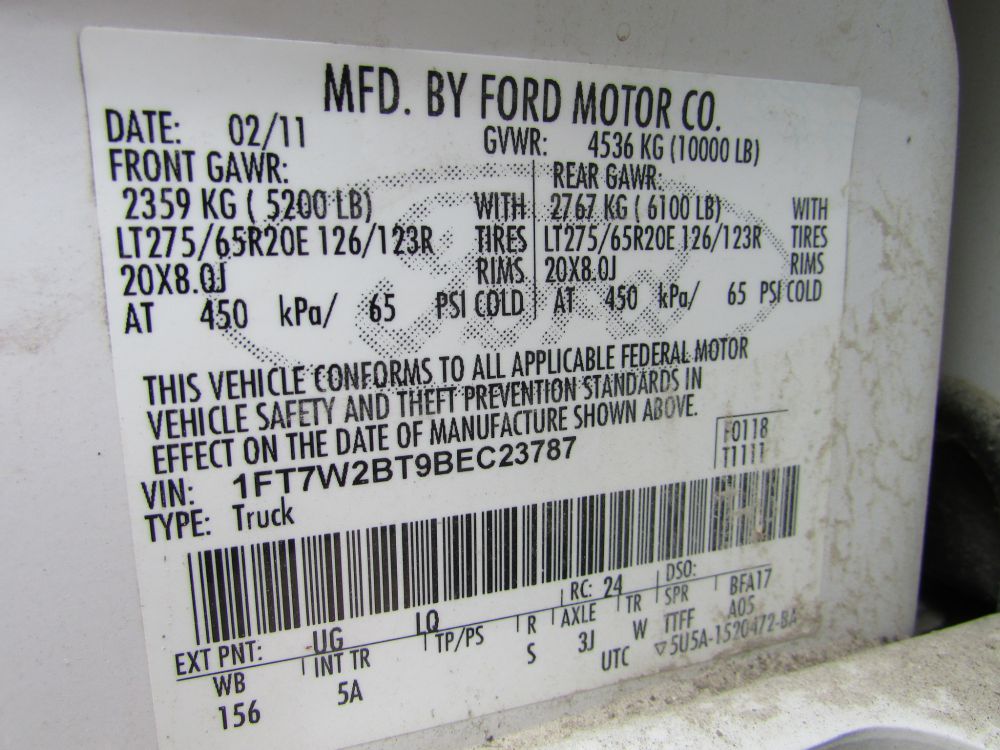 MFD. BY FORD MOTOR CO.
DATE: 02/11 GVWR: 4536 KG (10000 LB)
FRONT GAWR: REAR GAWR:
2359 KG ( 5200 LB) WITH 2767 KG ( 6100 LB) WITH
LT275/65R20E 126/123R TIRES LT275/65R20E 126/123R TIRES
20X8.0J RIMS 20X8.0J RIMS
AT 450 kPa/ 65 PSI COLD AT 450 kPa/ 65 PSI COLD
THIS VEHICLE CONFORMS TO ALL APPLICABLE FEDERAL MOTOR
VEHICLE SAFETY AND THEFT PREVENTION STANDARDS IN
EFFECT ON THE DATE OF MANUFACTURE SHOWN ABOVE.
F0118
T1111
VIN: 1FT7W2BT9BEC23787
TYPE: Truck
EXT PNT: UG LQ RC: 24 DSO:
WB INT TR TP/PS R AXLE TR SPR BFA17
156 5A S 3J W TTFF A05
UTC ▽5U5A-1520472-BA